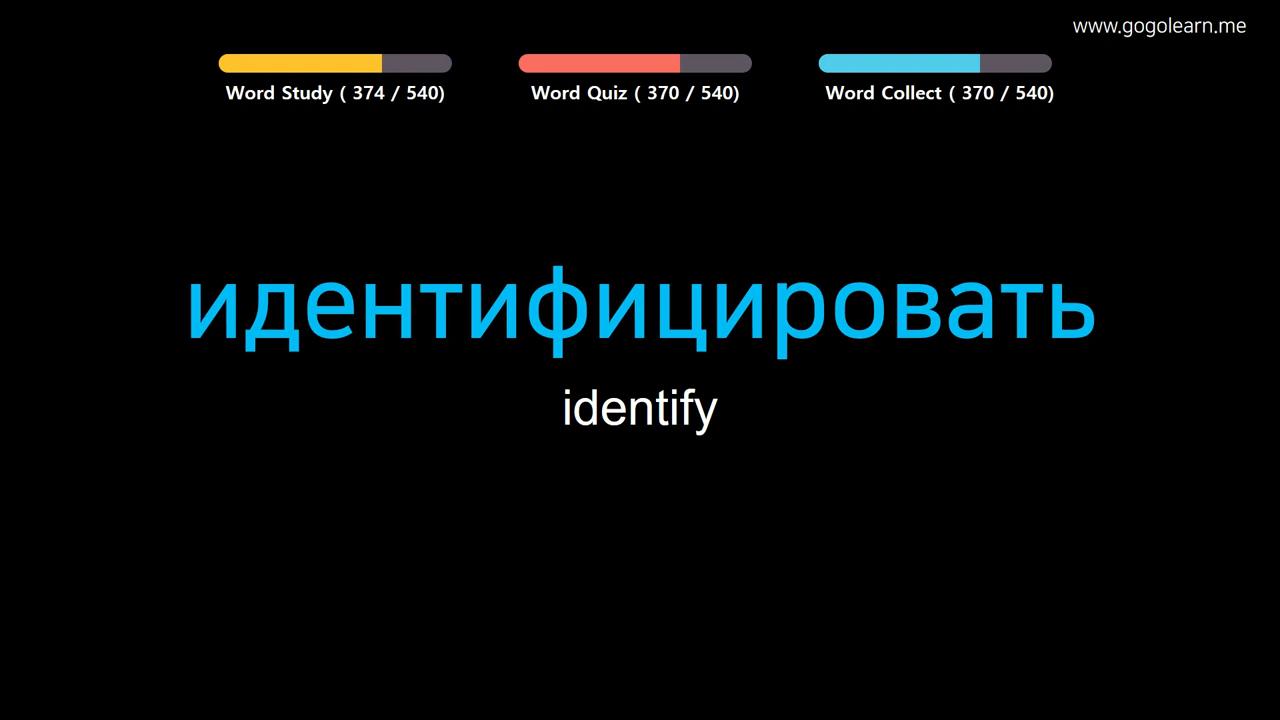 www.gogolearn.me
Word Study ( 374 / 540)
Word Quiz ( 370 / 540)
Word Collect ( 370 / 540)
идентифицировать
identify